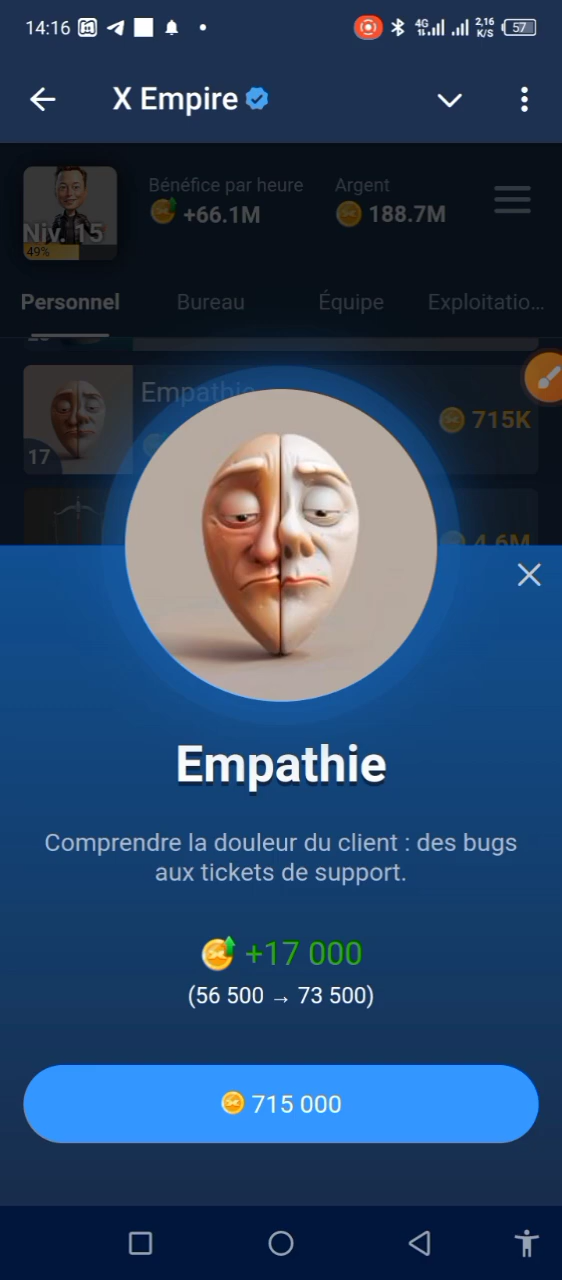 14:16
4G
2,16
K/S
57
X Empire
Bénéfice par heure
Argent
+66.1M
188.7M
Niv. 15
49%
Personnel
Bureau
Équipe
Exploitatio...
Empathie
715K
17
4.6M
Empathie
Comprendre la douleur du client : des bugs
aux tickets de support.
+17 000
(56 500 → 73 500)
715 000